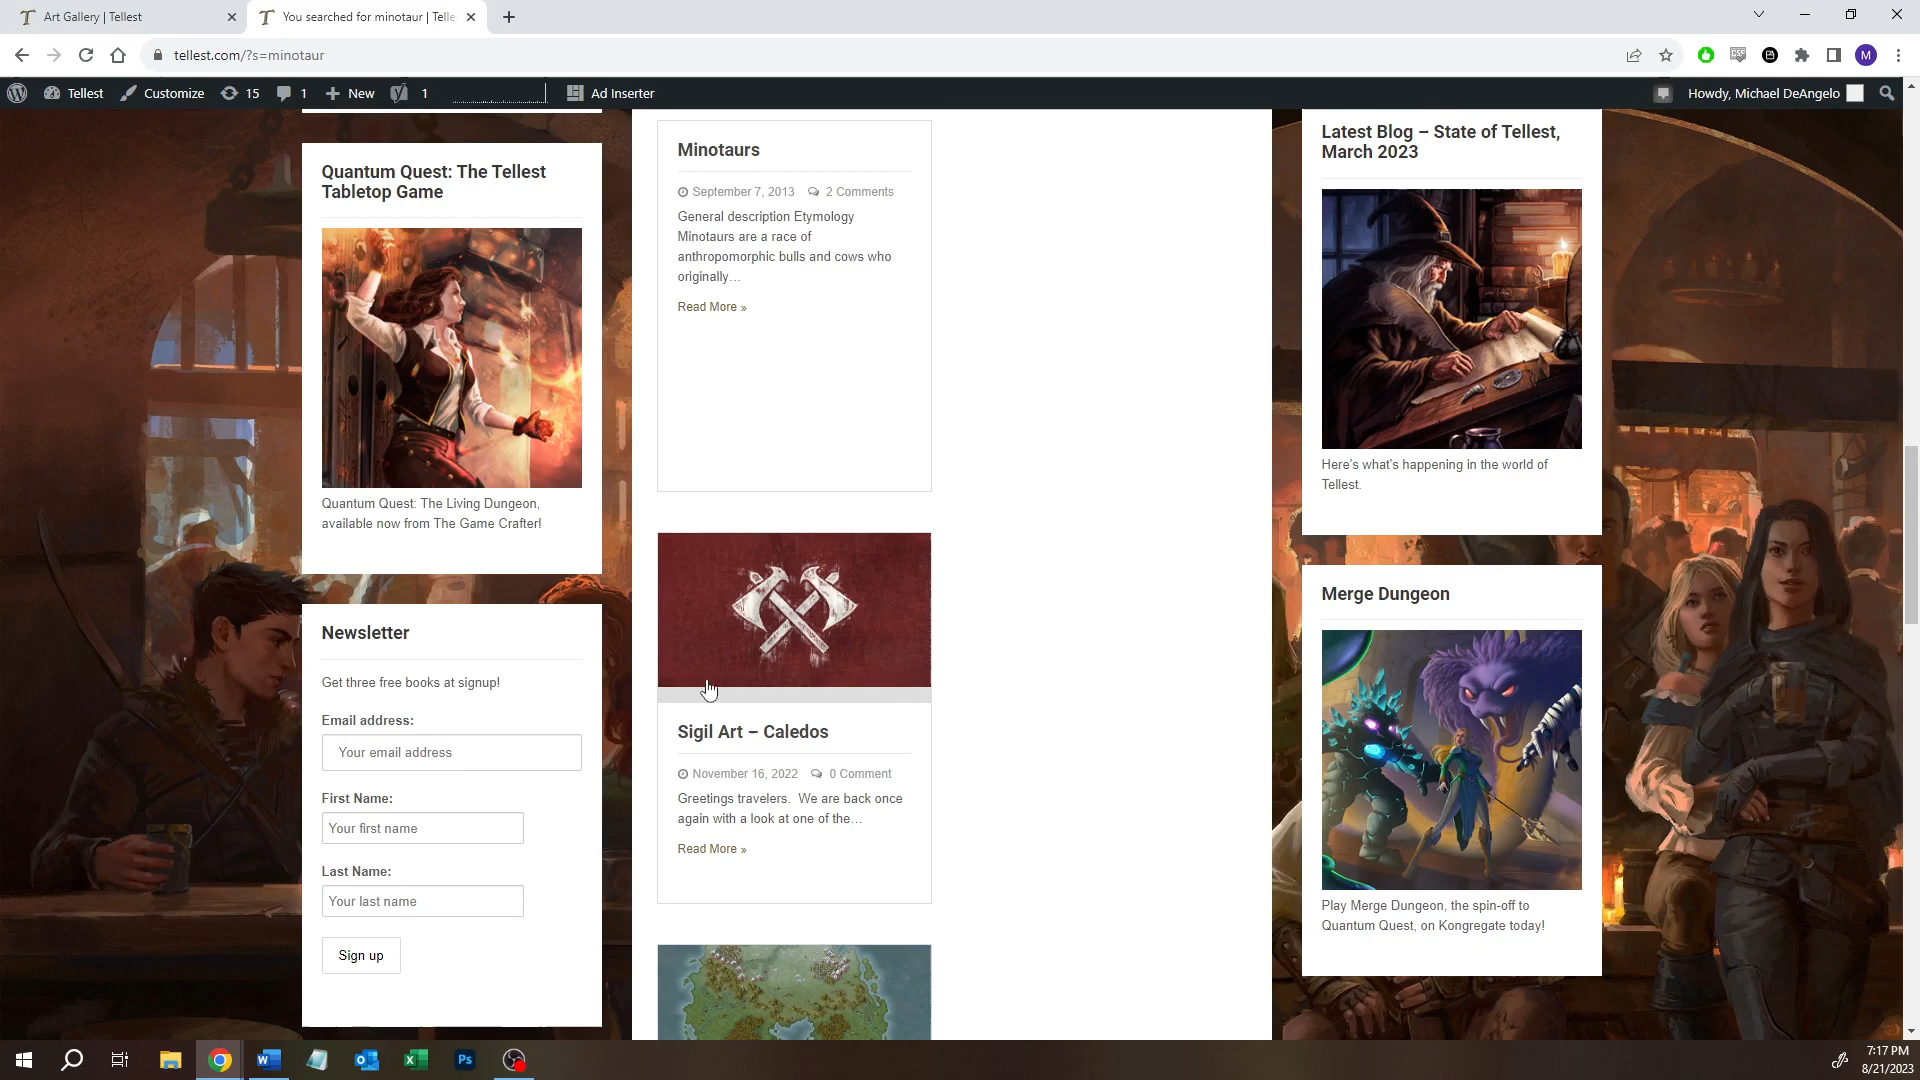 Art Gallery | Tellest
You searched for minotaur | Telle
tellest.com/?s=minotaur
M
Tellest
Customize
15
1
New
1
Ad Inserter
Howdy, Michael DeAngelo
Quantum Quest: The Tellest
Tabletop Game
Quantum Quest: The Living Dungeon,
available now from The Game Crafter!
Newsletter
Get three free books at signup!
Email address:
Your email address
First Name:
Your first name
Last Name:
Your last name
Sign up
Minotaurs
September 7, 2013 2 Comments
General description Etymology
Minotaurs are a race of
anthropomorphic bulls and cows who
originally…
Read More »
Sigil Art – Caledos
November 16, 2022 0 Comment
Greetings travelers.  We are back once
again with a look at one of the…
Read More »
Latest Blog – State of Tellest,
March 2023
Here's what's happening in the world of
Tellest.
Merge Dungeon
Play Merge Dungeon, the spin-off to
Quantum Quest, on Kongregate today!
7:17 PM
8/21/2023